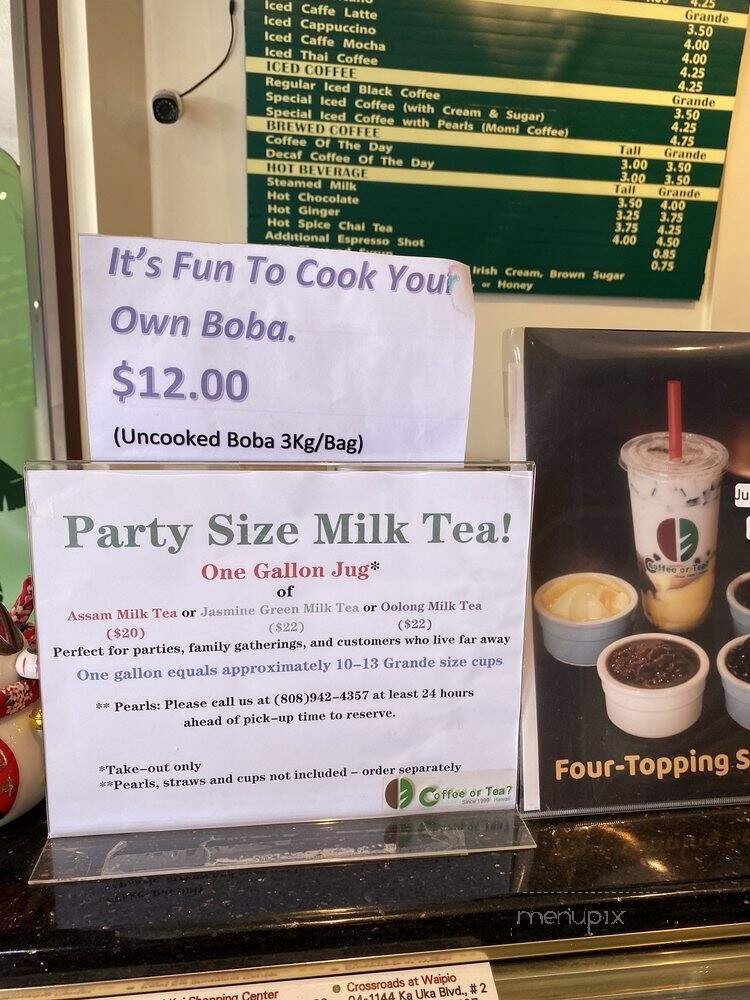 4.25
Iced Caffe Latte
Grande
Iced Cappuccino
3.50
Iced Caffe Mocha
4.00
Iced Thai Coffee
4.00
4.25
ICED COFFEE
4.25
Regular Iced Black Coffee
Grande
Special Iced Coffee (with Cream & Sugar)
3.50
Special Iced Coffee with Pearls (Momi Coffee)
4.25
BREWED COFFEE
4.75
Coffee Of The Day
Tall Grande
Decaf Coffee Of The Day
3.00 3.50
HOT BEVERAGE
3.00 3.50
Steamed Milk
Tall Grande
Hot Chocolate
3.50 4.00
Hot Ginger
3.25 3.75
Hot Spice Chai Tea
3.75 4.25
Additional Espresso Shot
4.00 4.50
0.85
Irish Cream, Brown Sugar
0.75
or Honey
It's Fun To Cook Your
Own Boba.
$12.00
(Uncooked Boba 3Kg/Bag)
Party Size Milk Tea!
One Gallon Jug*
of
Assam Milk Tea or Jasmine Green Milk Tea or Oolong Milk Tea
($20) ($22) ($22)
Perfect for parties, family gatherings, and customers who live far away
One gallon equals approximately 10-13 Grande size cups
** Pearls: Please call us at (808)942-4357 at least 24 hours
ahead of pick-up time to reserve.
*Take-out only
**Pearls, straws and cups not included - order separately
Coffee or Tea?
Since 1999 Hawaii
Coffee or Tea?
Ju
Four-Topping S
menupix
Shopping Center
Crossroads at Waipio
94-1144 Ka Uka Blvd., #2